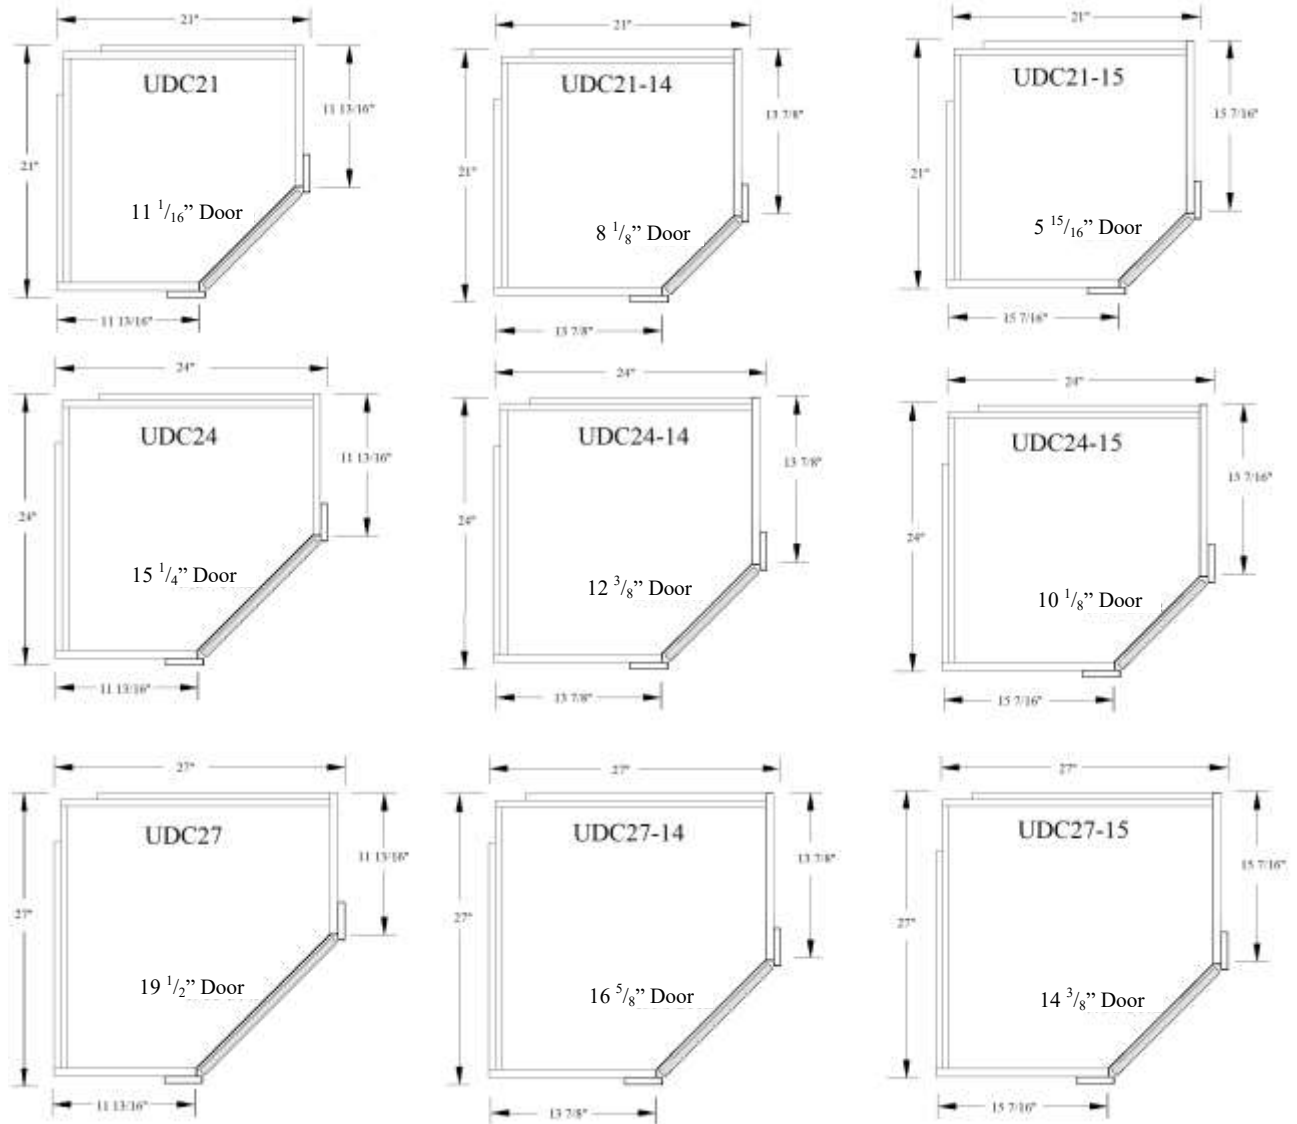 21"
UDC21
11 13/16"
21"
11 1/16” Door
11 13/16"
21"
UDC21-14
13 7/8"
21"
8 1/8” Door
13 7/8"
21"
UDC21-15
15 7/16"
21"
5 15/16” Door
15 7/16"
24"
UDC24
11 13/16"
24"
15 1/4” Door
11 13/16"
24"
UDC24-14
13 7/8"
24"
12 3/8” Door
13 7/8"
24"
UDC24-15
15 7/16"
24"
10 1/8” Door
15 7/16"
27"
UDC27
11 13/16"
27"
19 1/2” Door
11 13/16"
27"
UDC27-14
13 7/8"
27"
16 5/8” Door
13 7/8"
27"
UDC27-15
15 7/16"
27"
14 3/8” Door
15 7/16"